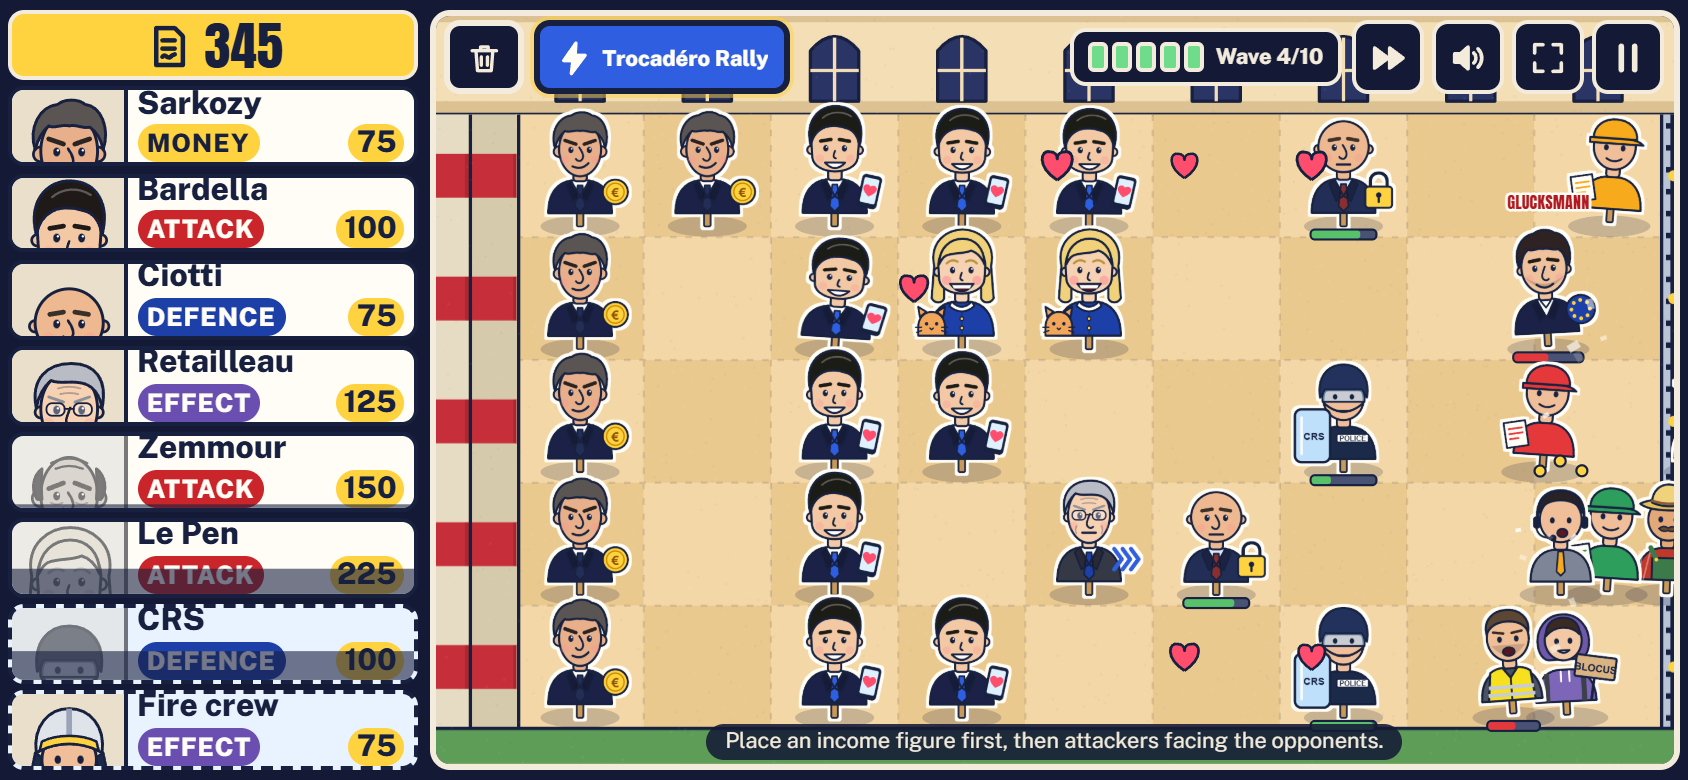 345
Sarkozy
MONEY 75
Bardella
ATTACK 100
Ciotti
DEFENCE 75
Retailleau
EFFECT 125
Zemmour
ATTACK 150
Le Pen
ATTACK 225
CRS
DEFENCE 100
Fire crew
EFFECT 75
Trocadéro Rally
Wave 4/10
GLUCKSMANN
CRS
POLICE
CRS
POLICE
BLOCUS
Place an income figure first, then attackers facing the opponents.